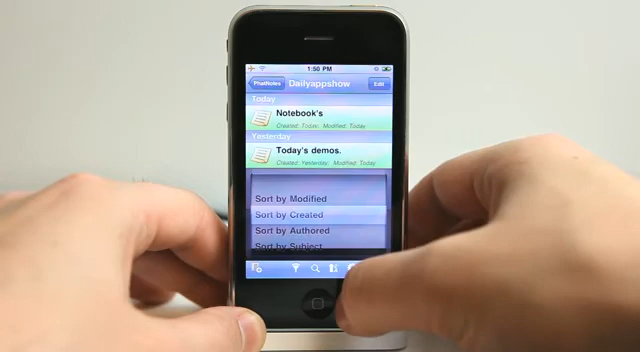 1:50 PM
PhatNotes Dailyappshow Edit
Today
Notebook's
Created: Today; Modified: Today
Yesterday
Today's demos.
Created: Yesterday; Modified: Today
Sort by Modified
Sort by Created
Sort by Authored
Sort by Subject